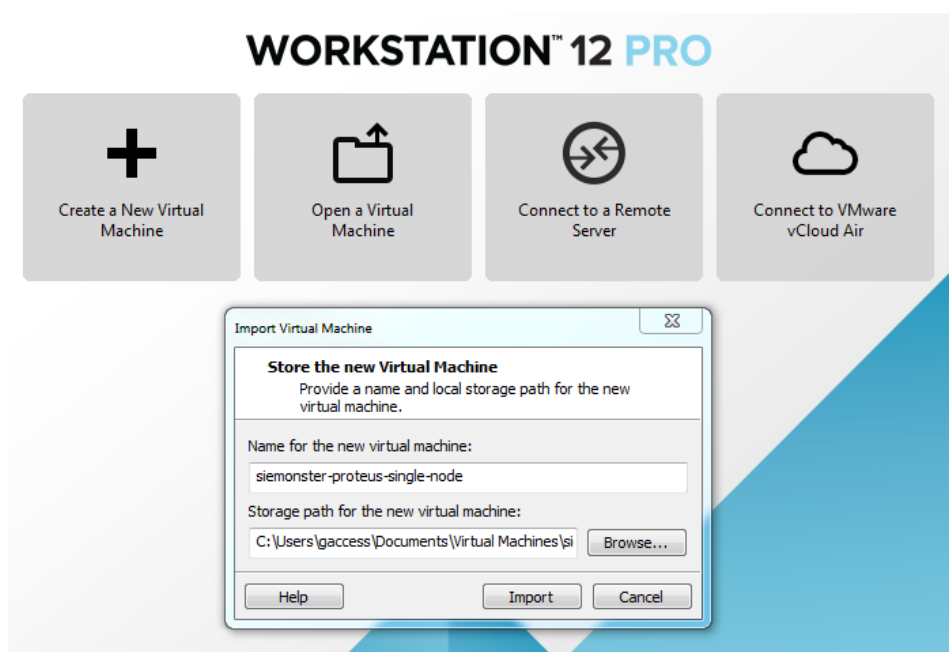 WORKSTATION™ 12 PRO
Create a New Virtual
Machine
Open a Virtual
Machine
Connect to a Remote
Server
Connect to VMware
vCloud Air
Import Virtual Machine
Store the new Virtual Machine
Provide a name and local storage path for the new
virtual machine.
Name for the new virtual machine:
siemonster-proteus-single-node
Storage path for the new virtual machine:
C:\Users\gaccess\Documents\Virtual Machines\si
Browse...
Help
Import
Cancel